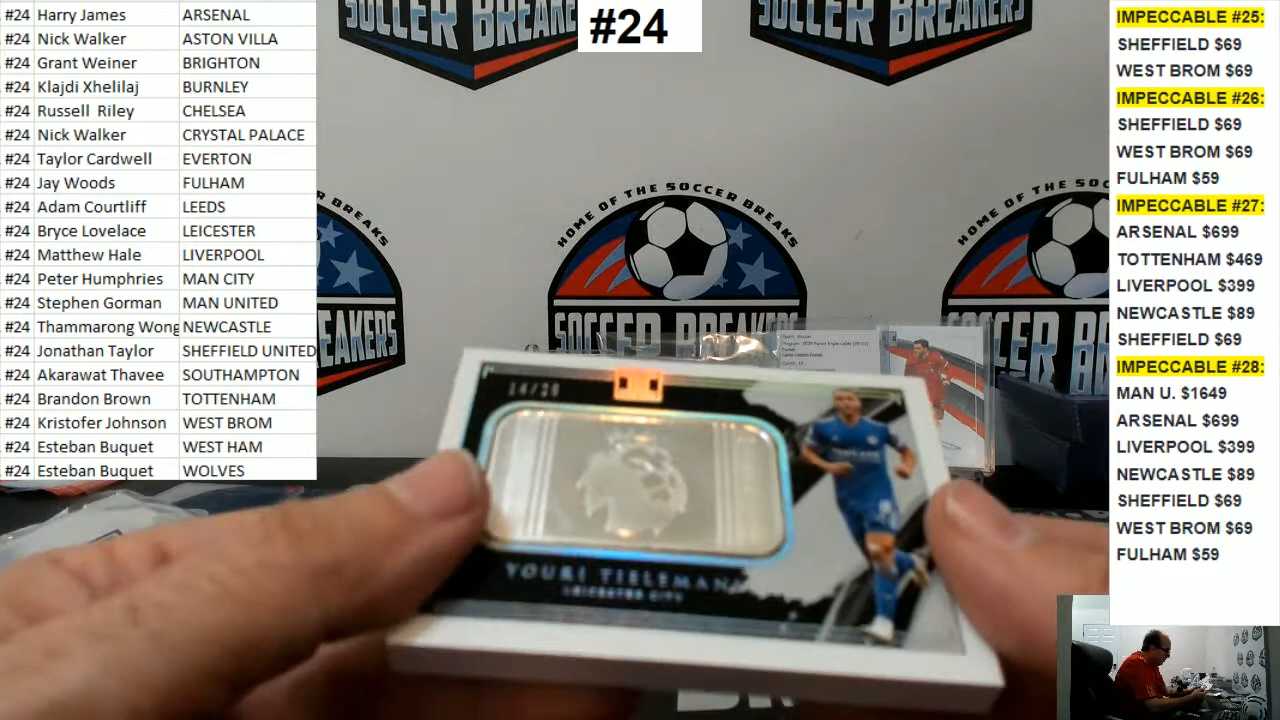 #24 Harry James ARSENAL
#24 Nick Walker ASTON VILLA
#24 Grant Weiner BRIGHTON
#24 Klajdi Xhelilaj BURNLEY
#24 Russell Riley CHELSEA
#24 Nick Walker CRYSTAL PALACE
#24 Taylor Cardwell EVERTON
#24 Jay Woods FULHAM
#24 Adam Courtliff LEEDS
#24 Bryce Lovelace LEICESTER
#24 Matthew Hale LIVERPOOL
#24 Peter Humphries MAN CITY
#24 Stephen Gorman MAN UNITED
#24 Thammarong Wong NEWCASTLE
#24 Jonathan Taylor SHEFFIELD UNITED
#24 Akarawat Thavee SOUTHAMPTON
#24 Brandon Brown TOTTENHAM
#24 Kristofer Johnson WEST BROM
#24 Esteban Buquet WEST HAM
#24 Esteban Buquet WOLVES
SOCCER BREAKE
#24
SOCCER BREAKERS
R BREAKS
BREAKERS
HOME OF THE SOCCER BREAKS
SOCCER BREAKERS
HOME OF THE SOC
SOCC
YOURI TIELEMANS
LEICESTER CITY
IMPECCABLE #25:
SHEFFIELD $69
WEST BROM $69
IMPECCABLE #26:
SHEFFIELD $69
WEST BROM $69
FULHAM $59
IMPECCABLE #27:
ARSENAL $699
TOTTENHAM $469
LIVERPOOL $399
NEWCASTLE $89
SHEFFIELD $69
IMPECCABLE #28:
MAN U. $1649
ARSENAL $699
LIVERPOOL $399
NEWCASTLE $89
SHEFFIELD $69
WEST BROM $69
FULHAM $59